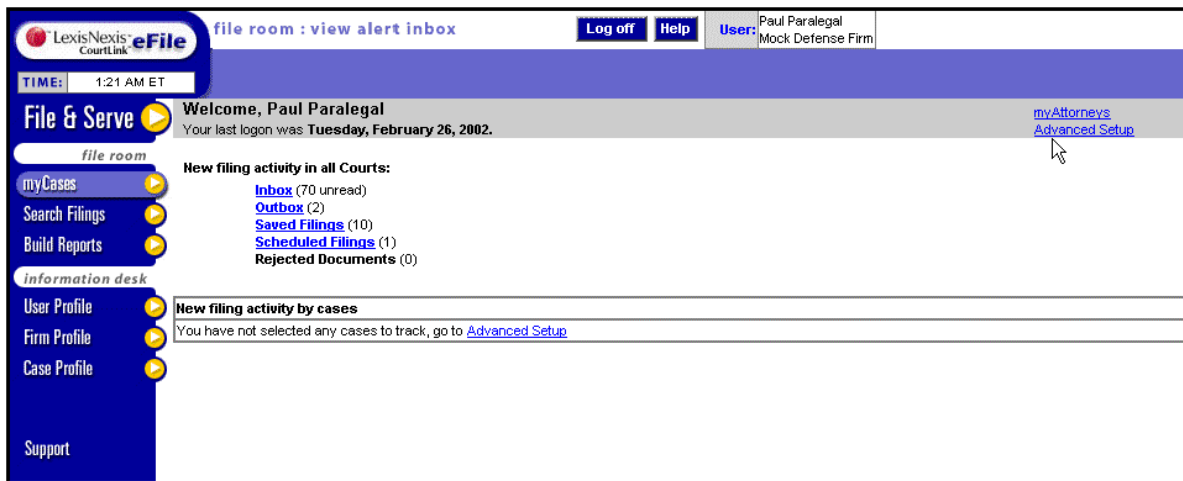 LexisNexis™ eFile
CourtLink
file room : view alert inbox
Log off
Help
User:
Paul Paralegal
Mock Defense Firm
TIME: 1:21 AM ET
File & Serve
file room
myCases
Search Filings
Build Reports
information desk
User Profile
Firm Profile
Case Profile
Support
Welcome, Paul Paralegal
Your last logon was Tuesday, February 26, 2002.
myAttorneys
Advanced Setup
New filing activity in all Courts:
Inbox (70 unread)
Outbox (2)
Saved Filings (10)
Scheduled Filings (1)
Rejected Documents (0)
New filing activity by cases
You have not selected any cases to track, go to Advanced Setup